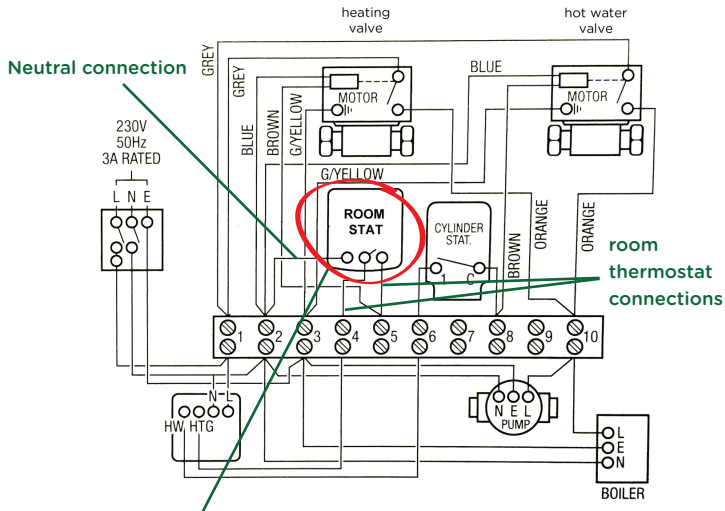 heating
valve
hot water
valve
Neutral connection
GREY
GREY
BLUE
BROWN
G/YELLOW
BLUE
MOTOR
MOTOR
230V
50Hz
3A RATED
L N E
G/YELLOW
ROOM
STAT
CYLINDER
STAT.
1 C
BROWN
ORANGE
ORANGE
room
thermostat
connections
1 2 3 4 5 6 7 8 9 10
N L
HW HTG
N E L
PUMP
L
E
N
BOILER